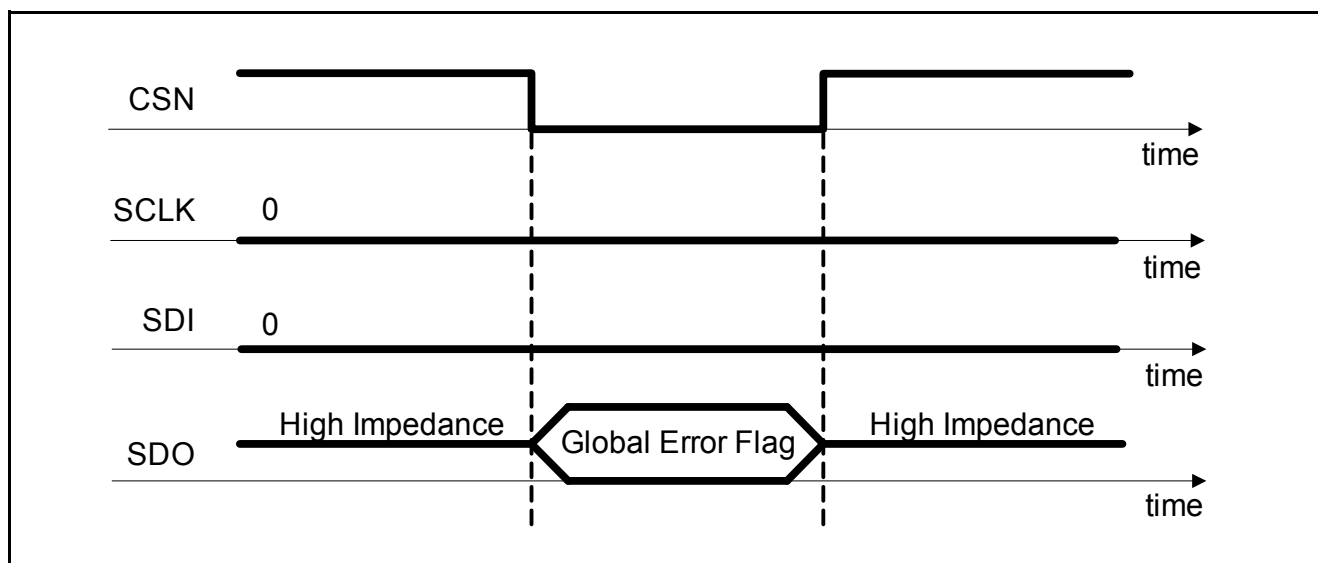 CSN
time
SCLK 0
time
SDI 0
time
High Impedance Global Error Flag High Impedance
SDO
time